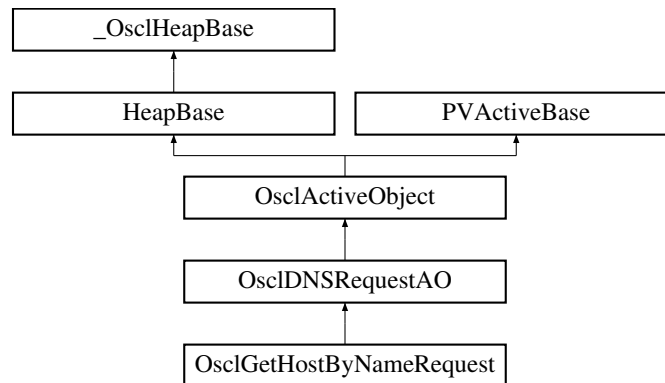 _OsclHeapBase
HeapBase
PVActiveBase
OsclActiveObject
OsclDNSRequestAO
OsclGetHostByNameRequest